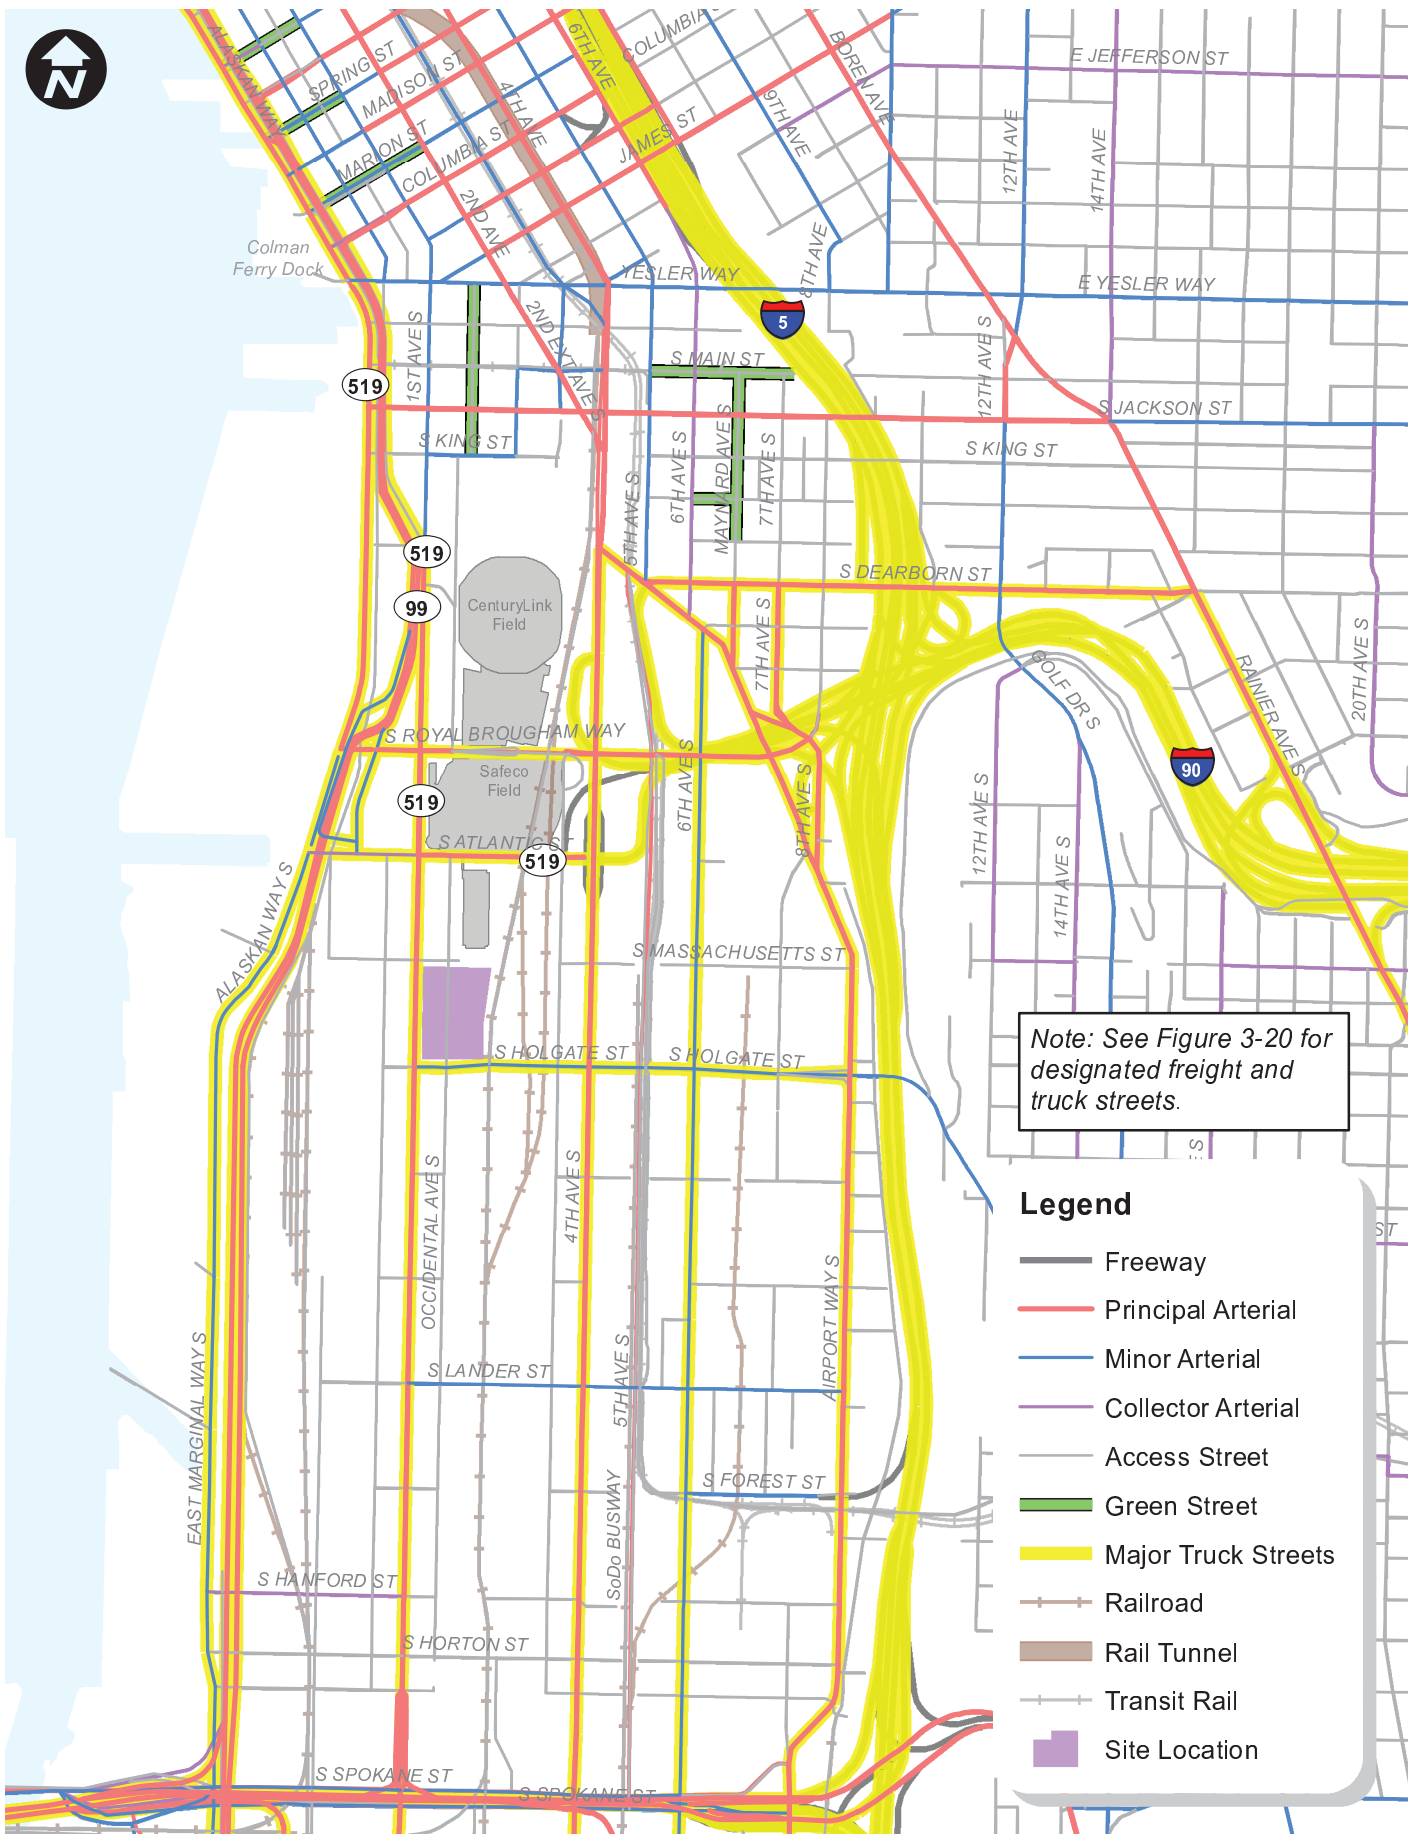 N
ALASKAN WAY
SPRING ST
MADISON ST
MARION ST
COLUMBIA ST
4TH AVE
6TH AVE
COLUMBIA S
JAMES ST
BOREN AVE
9TH AVE
E JEFFERSON ST
12TH AVE
14TH AVE
2ND AVE
Colman
Ferry Dock
YESLER WAY
8TH AVE
E YESLER WAY
5
1ST AVE S
2ND EXT AVE S
S MAIN ST
12TH AVE S
519
S JACKSON ST
S KING ST
S KING ST
5TH AVE S
6TH AVE S
MAYNARD AVE S
7TH AVE S
519
99
CenturyLink
Field
S DEARBORN ST
7TH AVE S
GOLF DR S
RAINIER AVE S
20TH AVE S
S ROYAL BROUGHAM WAY
Safeco
Field
519
6TH AVE S
8TH AVE S
90
12TH AVE S
14TH AVE S
S ATLANTIC ST
519
ALASKAN WAY S
S MASSACHUSETTS ST
S HOLGATE ST
S HOLGATE ST
Note: See Figure 3-20 for
designated freight and
truck streets.
E S
ST
OCCIDENTAL AVE S
4TH AVE S
AIRPORT WAY S
EAST MARGINAL WAY S
5TH AVE S
S LANDER ST
S FOREST ST
SoDo BUSWAY
S HANFORD ST
S HORTON ST
S SPOKANE ST
S SPOKANE ST
Legend
Freeway
Principal Arterial
Minor Arterial
Collector Arterial
Access Street
Green Street
Major Truck Streets
Railroad
Rail Tunnel
Transit Rail
Site Location